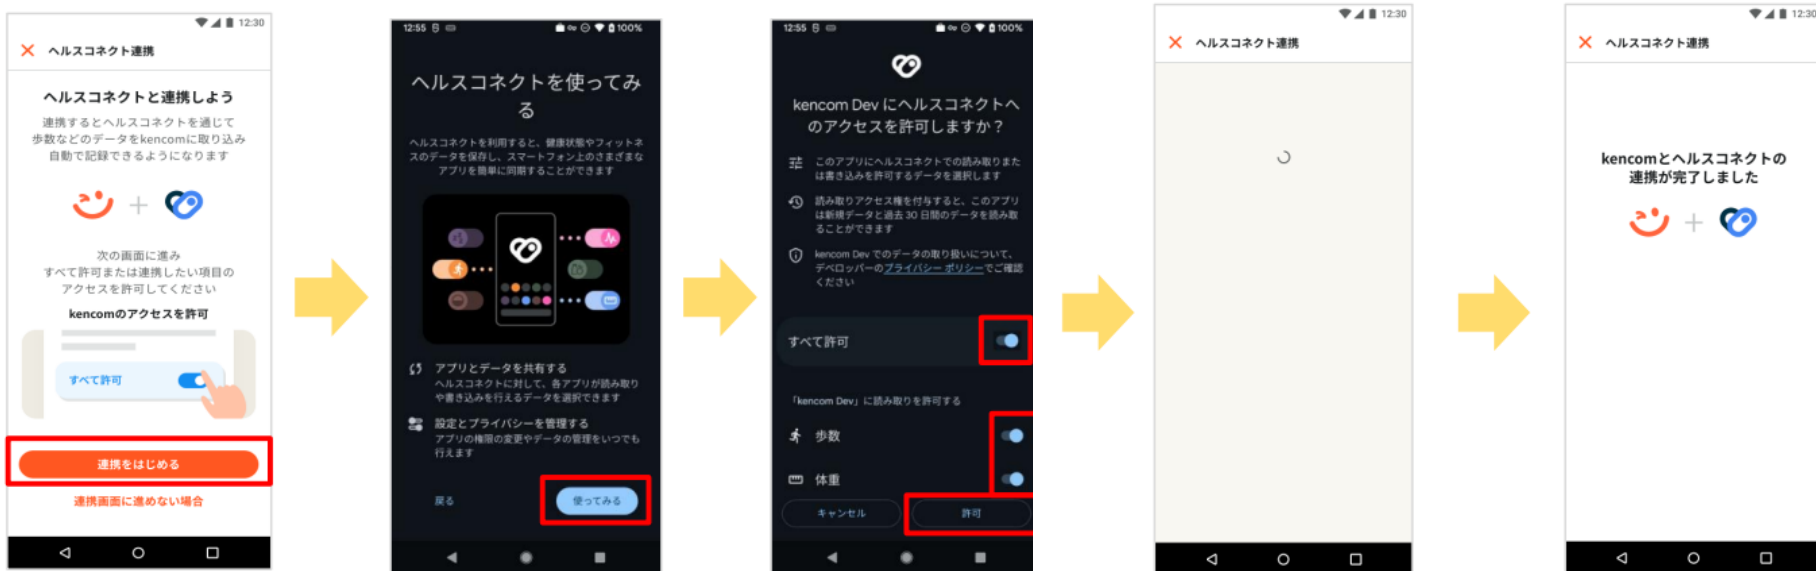 12:30
ヘルスコネクト連携
ヘルスコネクトと連携しよう
連携するとヘルスコネクトを通じて
歩数などのデータをkencomに取り込み
自動で記録できるようになります
次の画面に進み
すべて許可または連携したい項目の
アクセスを許可してください
kencomのアクセスを許可
すべて許可
連携をはじめる
連携画面に進めない場合
12:55
100%
ヘルスコネクトを使ってみ
る
ヘルスコネクトを利用すると、健康状態やフィットネ
スのデータを保存し、スマートフォン上のさまざまな
アプリを簡単に同期することができます
アプリとデータを共有する
ヘルスコネクトに対して、各アプリが読み取り
や書き込みを行えるデータを選択できます
設定とプライバシーを管理する
アプリの権限の変更やデータの管理をいつでも
行えます
戻る
使ってみる
12:55
100%
kencom Dev にヘルスコネクトへ
のアクセスを許可しますか？
このアプリにヘルスコネクトでの読み取りまた
は書き込みを許可するデータを選択します
読み取りアクセス権を付与すると、このアプリ
は新規データと過去 30 日間のデータを読み取
ることができます
kencom Dev でのデータの取り扱いについて、
デベロッパーのプライバシー ポリシーでご確認
ください
すべて許可
「kencom Dev」に読み取りを許可する
歩数
体重
キャンセル
許可
12:30
ヘルスコネクト連携
12:30
ヘルスコネクト連携
kencomとヘルスコネクトの
連携が完了しました